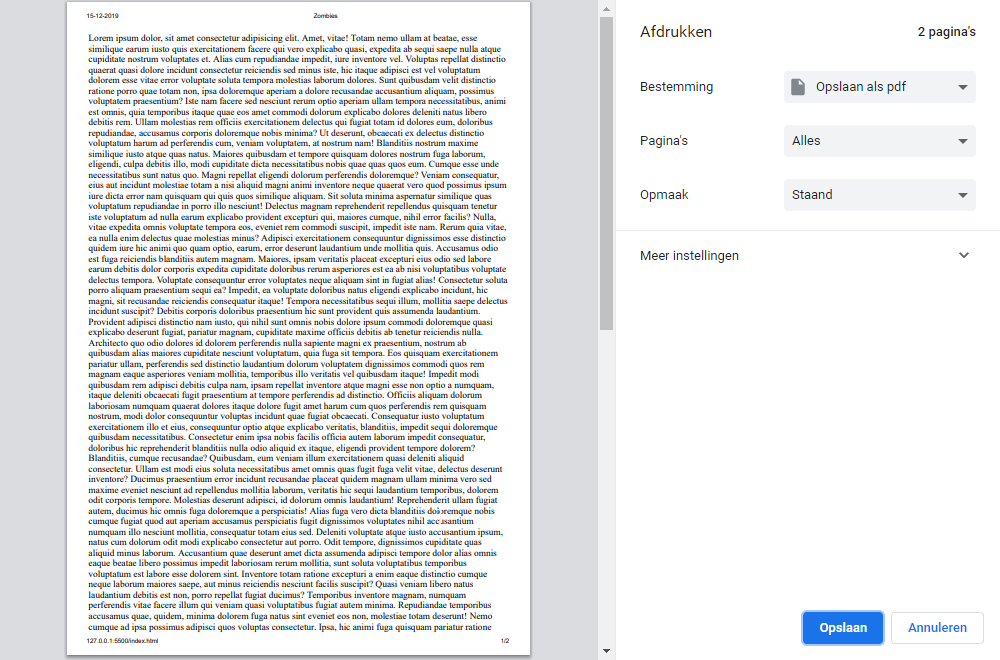 15-12-2019
Zombies
Lorem ipsum dolor, sit amet consectetur adipisicing elit. Amet, vitae! Totam nemo ullam at beatae, esse
similique earum iusto quis exercitationem facere qui vero explicabo quasi, expedita ab sequi saepe nulla atque
cupiditate nostrum voluptates et. Alias cum repudiandae impedit, iure inventore vel. Voluptas repellat distinctio
quaerat quasi dolore incidunt consectetur reiciendis sed minus iste, hic itaque adipisci est vel voluptatum
dolorem esse vitae error voluptate soluta tempora molestias laborum dolores. Sunt quibusdam velit distinctio
ratione porro quae totam non, ipsa doloremque aperiam a dolore recusandae accusantium aliquam, possimus
voluptatem praesentium? Iste nam facere sed nesciunt rerum optio aperiam ullam tempora necessitatibus, animi
est omnis, quia temporibus itaque quae eos amet commodi dolorum explicabo dolores deleniti natus libero
debitis rem. Ullam molestias rem officiis exercitationem delectus qui fugiat totam id dolores eum, doloribus
repudiandae, accusamus corporis doloremque nobis minima? Ut deserunt, obcaecati ex delectus distinctio
voluptatum harum ad perferendis cum, veniam voluptatem, at nostrum nam! Blanditiis nostrum maxime
similique iusto atque quas natus. Maiores quibusdam et tempore quisquam dolores nostrum fuga laborum,
eligendi, culpa debitis illo, modi cupiditate dicta necessitatibus nobis quae quas quos eum. Cumque esse unde
necessitatibus sunt natus quo. Magni repellat eligendi dolorum perferendis doloremque? Veniam consequatur,
eius aut incidunt molestiae totam a nisi aliquid magni animi inventore neque quaerat vero quod possimus ipsum
iure dicta error nam quisquam qui quis quos similique aliquam. Sit soluta minima aspernatur similique quas
voluptatum repudiandae in porro illo nesciunt! Delectus magnam reprehenderit repellendus quisquam tenetur
iste voluptatum ad nulla earum explicabo provident excepturi qui, maiores cumque, nihil error facilis? Nulla,
vitae expedita omnis voluptate tempora eos, eveniet rem commodi suscipit, impedit iste nam. Rerum quia vitae,
ea nulla enim delectus quae molestias minus? Adipisci exercitationem consequuntur dignissimos esse distinctio
quidem iure hic animi quo quam optio, earum, error deserunt laudantium unde mollitia quis. Accusamus odio
est fuga reiciendis blanditiis autem magnam. Maiores, ipsam veritatis placeat excepturi eius odio sed labore
earum debitis dolor corporis expedita cupiditate doloribus rerum asperiores est ea ab nisi voluptatibus voluptate
delectus tempora. Voluptate consequuntur error voluptates neque aliquam sint in fugiat alias! Consectetur soluta
porro aliquam praesentium sequi ea? Impedit, ea voluptate doloribus natus eligendi explicabo incidunt, hic
magni, sit recusandae reiciendis consequatur itaque! Tempora necessitatibus sequi illum, mollitia saepe delectus
incidunt suscipit? Debitis corporis doloribus praesentium hic sunt provident quis assumenda laudantium.
Provident adipisci distinctio nam iusto, qui nihil sunt omnis nobis dolore ipsum commodi doloremque quasi
explicabo deserunt fugiat, pariatur magnam, cupiditate maxime officiis debitis ab tenetur reiciendis nulla.
Architecto quo odio dolores id dolorem perferendis nulla sapiente magni ex praesentium, nostrum ab
quibusdam alias maiores cupiditate nesciunt voluptatum, quia fuga sit tempora. Eos quisquam exercitationem
pariatur ullam, perferendis sed distinctio laudantium dolorum voluptatem dignissimos commodi quos rem
magnam eaque asperiores veniam mollitia, temporibus illo veritatis vel quibusdam itaque! Impedit modi
quibusdam rem adipisci debitis culpa nam, ipsam repellat inventore atque magni esse non optio a numquam,
itaque deleniti obcaecati fugit praesentium at tempore perferendis ad distinctio. Officiis aliquam dolorum
laboriosam numquam quaerat dolores itaque dolore fugit amet harum cum quos perferendis rem quisquam
nostrum, modi dolor consequuntur voluptas incidunt quae fugiat obcaecati. Consequatur iusto voluptatum
exercitationem illo et eius, consequuntur optio atque explicabo veritatis, blanditiis, impedit sequi doloremque
quibusdam necessitatibus. Consectetur enim ipsa nobis facilis officia autem laborum impedit consequatur,
doloribus hic reprehenderit blanditiis nulla odio aliquid ex itaque, eligendi provident tempore dolorem?
Blanditiis, cumque recusandae? Quibusdam, eum veniam illum exercitationem quasi deleniti aliquid
consectetur. Ullam est modi eius soluta necessitatibus amet omnis quas fugit fuga velit vitae, delectus deserunt
inventore? Ducimus praesentium error incidunt recusandae placeat quidem magnam ullam minima vero sed
maxime eveniet nesciunt ad repellendus mollitia laborum, veritatis hic sequi laudantium temporibus, dolorem
odit corporis tempore. Molestias deserunt adipisci, id dolorum omnis laudantium! Reprehenderit ullam fugiat
autem, ducimus hic omnis fuga doloremque a perspiciatis! Alias fuga vero dicta blanditiis doloremque nobis
cumque fugiat quod aut aperiam accusamus perspiciatis fugit dignissimos voluptates nihil accusantium
numquam illo nesciunt mollitia, consequatur totam eius sed. Deleniti voluptate atque iusto accusantium ipsum,
natus cum dolorum odit modi explicabo consectetur aut porro. Odit tempore, dignissimos cupiditate quas
aliquid minus laborum. Accusantium quae deserunt amet dicta assumenda adipisci tempore dolor alias omnis
eaque beatae libero possimus impedit laboriosam rerum mollitia, sunt soluta voluptatibus temporibus
voluptatum est labore esse dolorem sint. Inventore totam ratione excepturi a enim eaque distinctio cumque
neque laborum maiores saepe, aut minus reiciendis nesciunt facilis suscipit? Quasi veniam libero natus
laudantium debitis est non, porro repellat fugiat ducimus? Temporibus inventore magnam, numquam
perferendis vitae facere illum qui veniam quasi voluptatibus fugiat autem minima. Repudiandae temporibus
accusamus quae, quidem, minima dolorem fuga natus sint eveniet eos non, molestiae totam deserunt! Nemo
cumque ad ipsa possimus adipisci quos voluptas consectetur. Ipsa, hic animi fuga quisquam pariatur ratione
127.0.0.1:5500/index.html
1/2
Afdrukken
2 pagina's
Bestemming
Opslaan als pdf
Pagina's
Alles
Opmaak
Staand
Meer instellingen
Opslaan
Annuleren